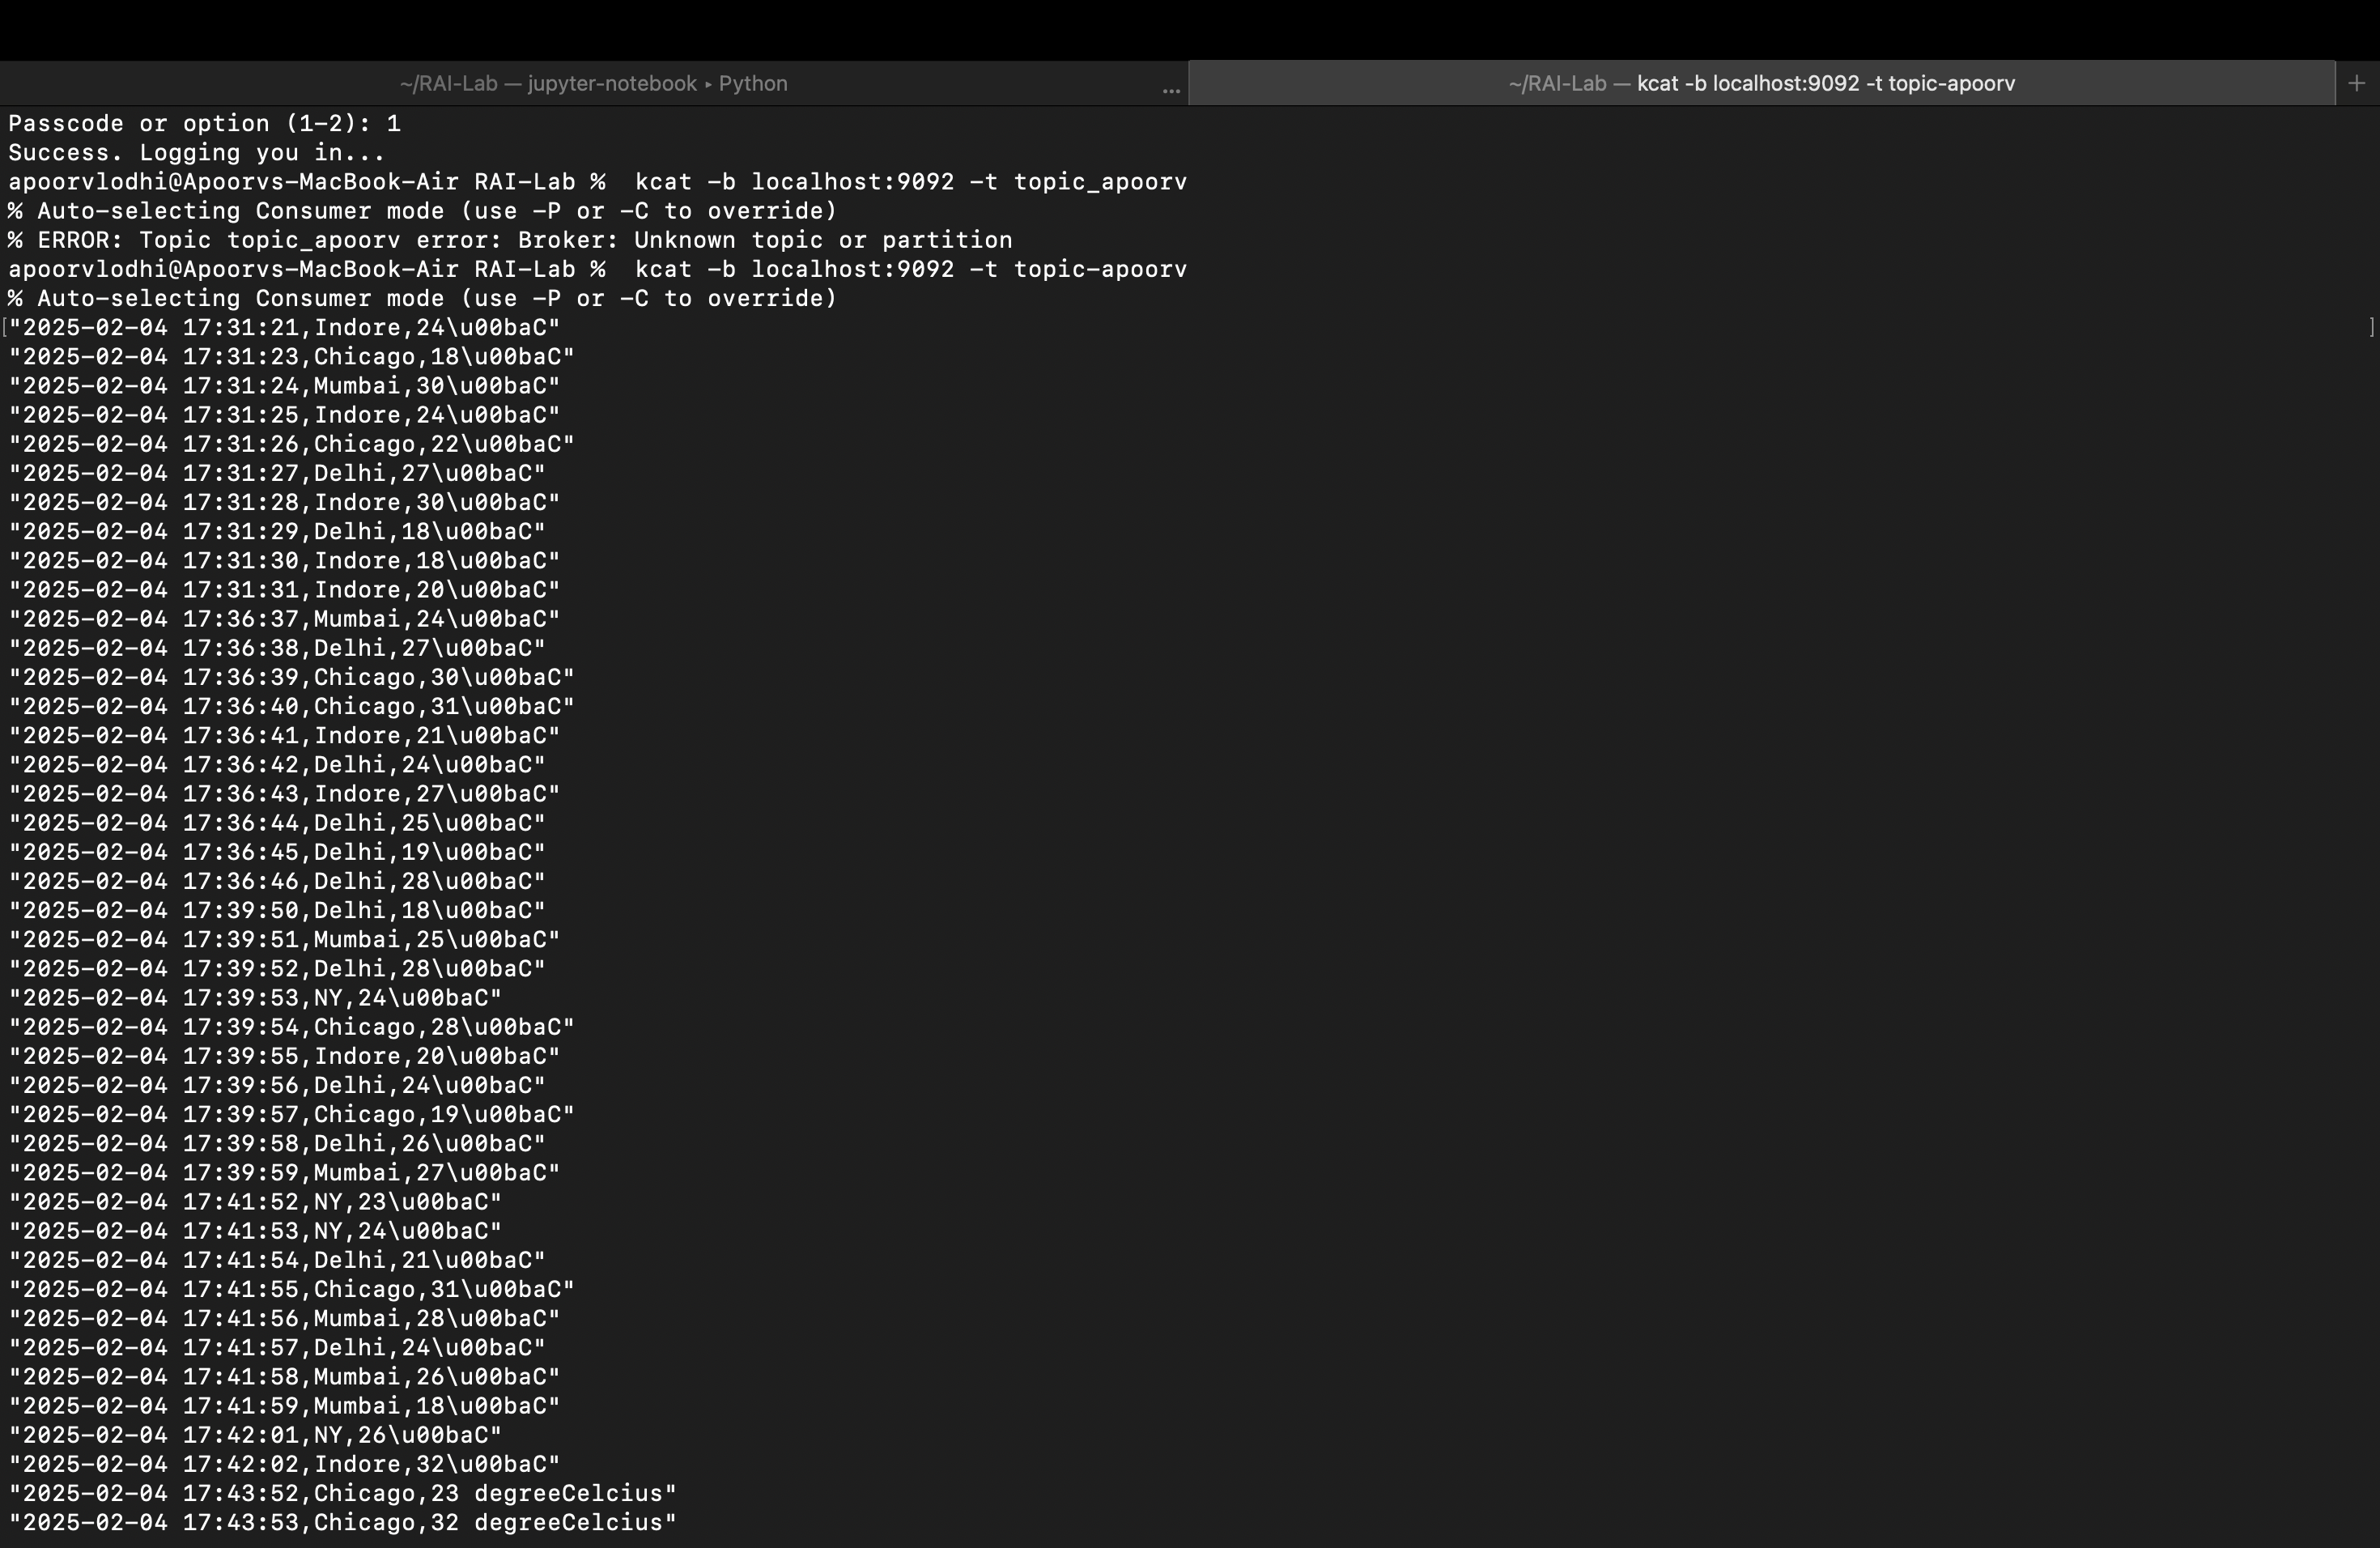 ~/RAI-Lab — jupyter-notebook ▸ Python ...
~/RAI-Lab — kcat -b localhost:9092 -t topic-apoorv +
Passcode or option (1-2): 1
Success. Logging you in...
apoorvlodhi@Apoorvs-MacBook-Air RAI-Lab %  kcat -b localhost:9092 -t topic_apoorv
% Auto-selecting Consumer mode (use -P or -C to override)
% ERROR: Topic topic_apoorv error: Broker: Unknown topic or partition
apoorvlodhi@Apoorvs-MacBook-Air RAI-Lab %  kcat -b localhost:9092 -t topic-apoorv
% Auto-selecting Consumer mode (use -P or -C to override)
["2025-02-04 17:31:21,Indore,24\u00baC" ]
"2025-02-04 17:31:23,Chicago,18\u00baC"
"2025-02-04 17:31:24,Mumbai,30\u00baC"
"2025-02-04 17:31:25,Indore,24\u00baC"
"2025-02-04 17:31:26,Chicago,22\u00baC"
"2025-02-04 17:31:27,Delhi,27\u00baC"
"2025-02-04 17:31:28,Indore,30\u00baC"
"2025-02-04 17:31:29,Delhi,18\u00baC"
"2025-02-04 17:31:30,Indore,18\u00baC"
"2025-02-04 17:31:31,Indore,20\u00baC"
"2025-02-04 17:36:37,Mumbai,24\u00baC"
"2025-02-04 17:36:38,Delhi,27\u00baC"
"2025-02-04 17:36:39,Chicago,30\u00baC"
"2025-02-04 17:36:40,Chicago,31\u00baC"
"2025-02-04 17:36:41,Indore,21\u00baC"
"2025-02-04 17:36:42,Delhi,24\u00baC"
"2025-02-04 17:36:43,Indore,27\u00baC"
"2025-02-04 17:36:44,Delhi,25\u00baC"
"2025-02-04 17:36:45,Delhi,19\u00baC"
"2025-02-04 17:36:46,Delhi,28\u00baC"
"2025-02-04 17:39:50,Delhi,18\u00baC"
"2025-02-04 17:39:51,Mumbai,25\u00baC"
"2025-02-04 17:39:52,Delhi,28\u00baC"
"2025-02-04 17:39:53,NY,24\u00baC"
"2025-02-04 17:39:54,Chicago,28\u00baC"
"2025-02-04 17:39:55,Indore,20\u00baC"
"2025-02-04 17:39:56,Delhi,24\u00baC"
"2025-02-04 17:39:57,Chicago,19\u00baC"
"2025-02-04 17:39:58,Delhi,26\u00baC"
"2025-02-04 17:39:59,Mumbai,27\u00baC"
"2025-02-04 17:41:52,NY,23\u00baC"
"2025-02-04 17:41:53,NY,24\u00baC"
"2025-02-04 17:41:54,Delhi,21\u00baC"
"2025-02-04 17:41:55,Chicago,31\u00baC"
"2025-02-04 17:41:56,Mumbai,28\u00baC"
"2025-02-04 17:41:57,Delhi,24\u00baC"
"2025-02-04 17:41:58,Mumbai,26\u00baC"
"2025-02-04 17:41:59,Mumbai,18\u00baC"
"2025-02-04 17:42:01,NY,26\u00baC"
"2025-02-04 17:42:02,Indore,32\u00baC"
"2025-02-04 17:43:52,Chicago,23 degreeCelcius"
"2025-02-04 17:43:53,Chicago,32 degreeCelcius"